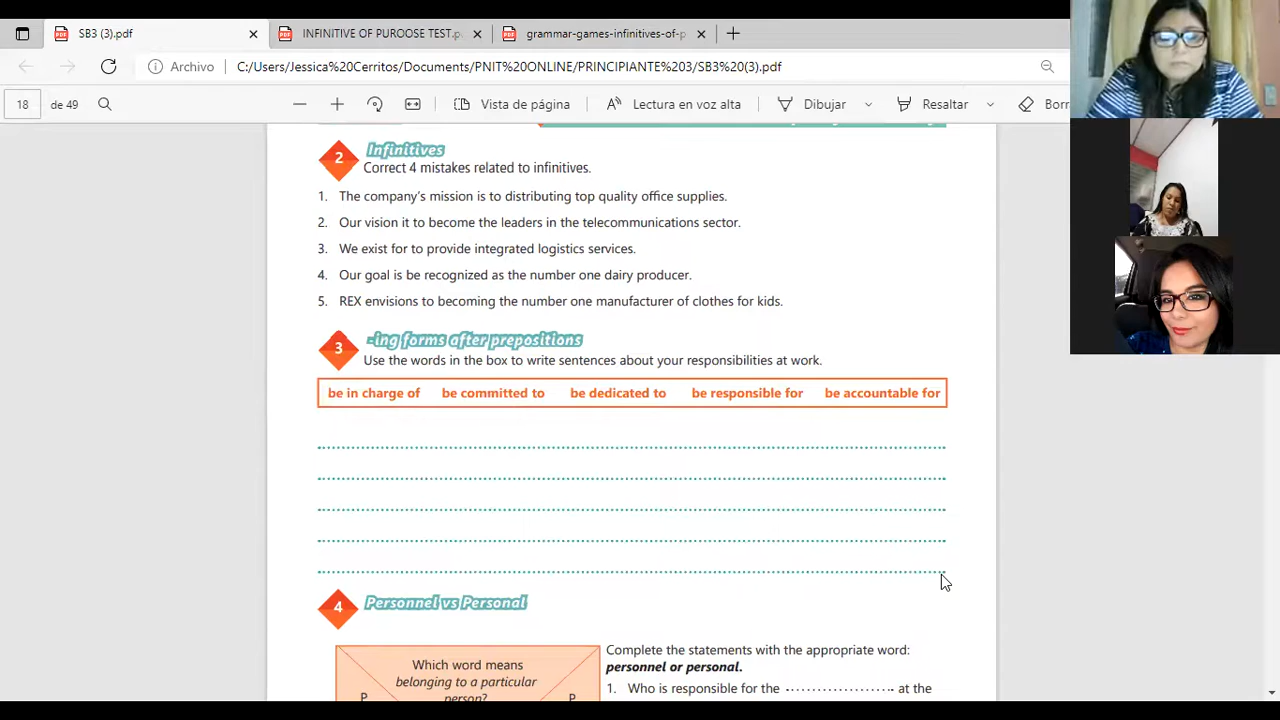 SB3 (3).pdf
INFINITIVE OF PUROOSE TEST.p
grammar-games-infinitives-of-p
Archivo
C:/Users/Jessica%20Cerritos/Documents/PNIT%20ONLINE/PRINCIPIANTE%203/SB3%20(3).pdf
18 de 49
Vista de página
Lectura en voz alta
Dibujar
Resaltar
Borr
2 Infinitives
Correct 4 mistakes related to infinitives.
1. The company's mission is to distributing top quality office supplies.
2. Our vision it to become the leaders in the telecommunications sector.
3. We exist for to provide integrated logistics services.
4. Our goal is be recognized as the number one dairy producer.
5. REX envisions to becoming the number one manufacturer of clothes for kids.
3 -ing forms after prepositions
Use the words in the box to write sentences about your responsibilities at work.
be in charge of be committed to be dedicated to be responsible for be accountable for
4 Personnel vs Personal
Which word means
belonging to a particular
person?
P P
Complete the statements with the appropriate word:
personnel or personal.
1. Who is responsible for the .................... at the